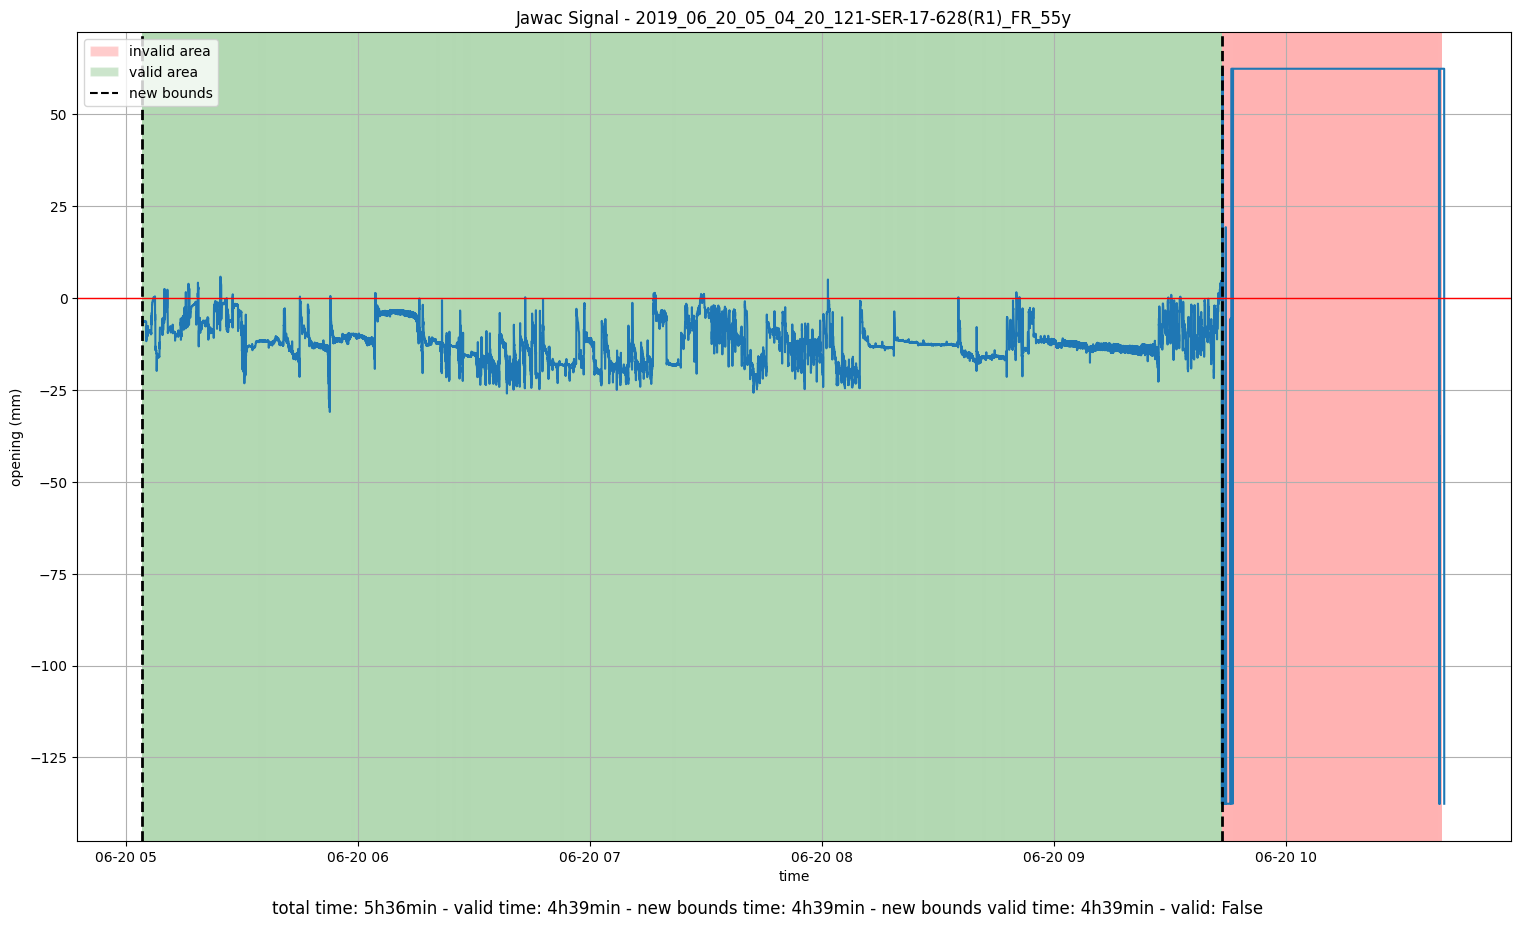 Jawac Signal - 2019_06_20_05_04_20_121-SER-17-628(R1)_FR_55y
invalid area
valid area
new bounds
50
25
0
−25
−50
−75
−100
−125
opening (mm)
06-20 05
06-20 06
06-20 07
06-20 08
06-20 09
06-20 10
time
total time: 5h36min - valid time: 4h39min - new bounds time: 4h39min - new bounds valid time: 4h39min - valid: False